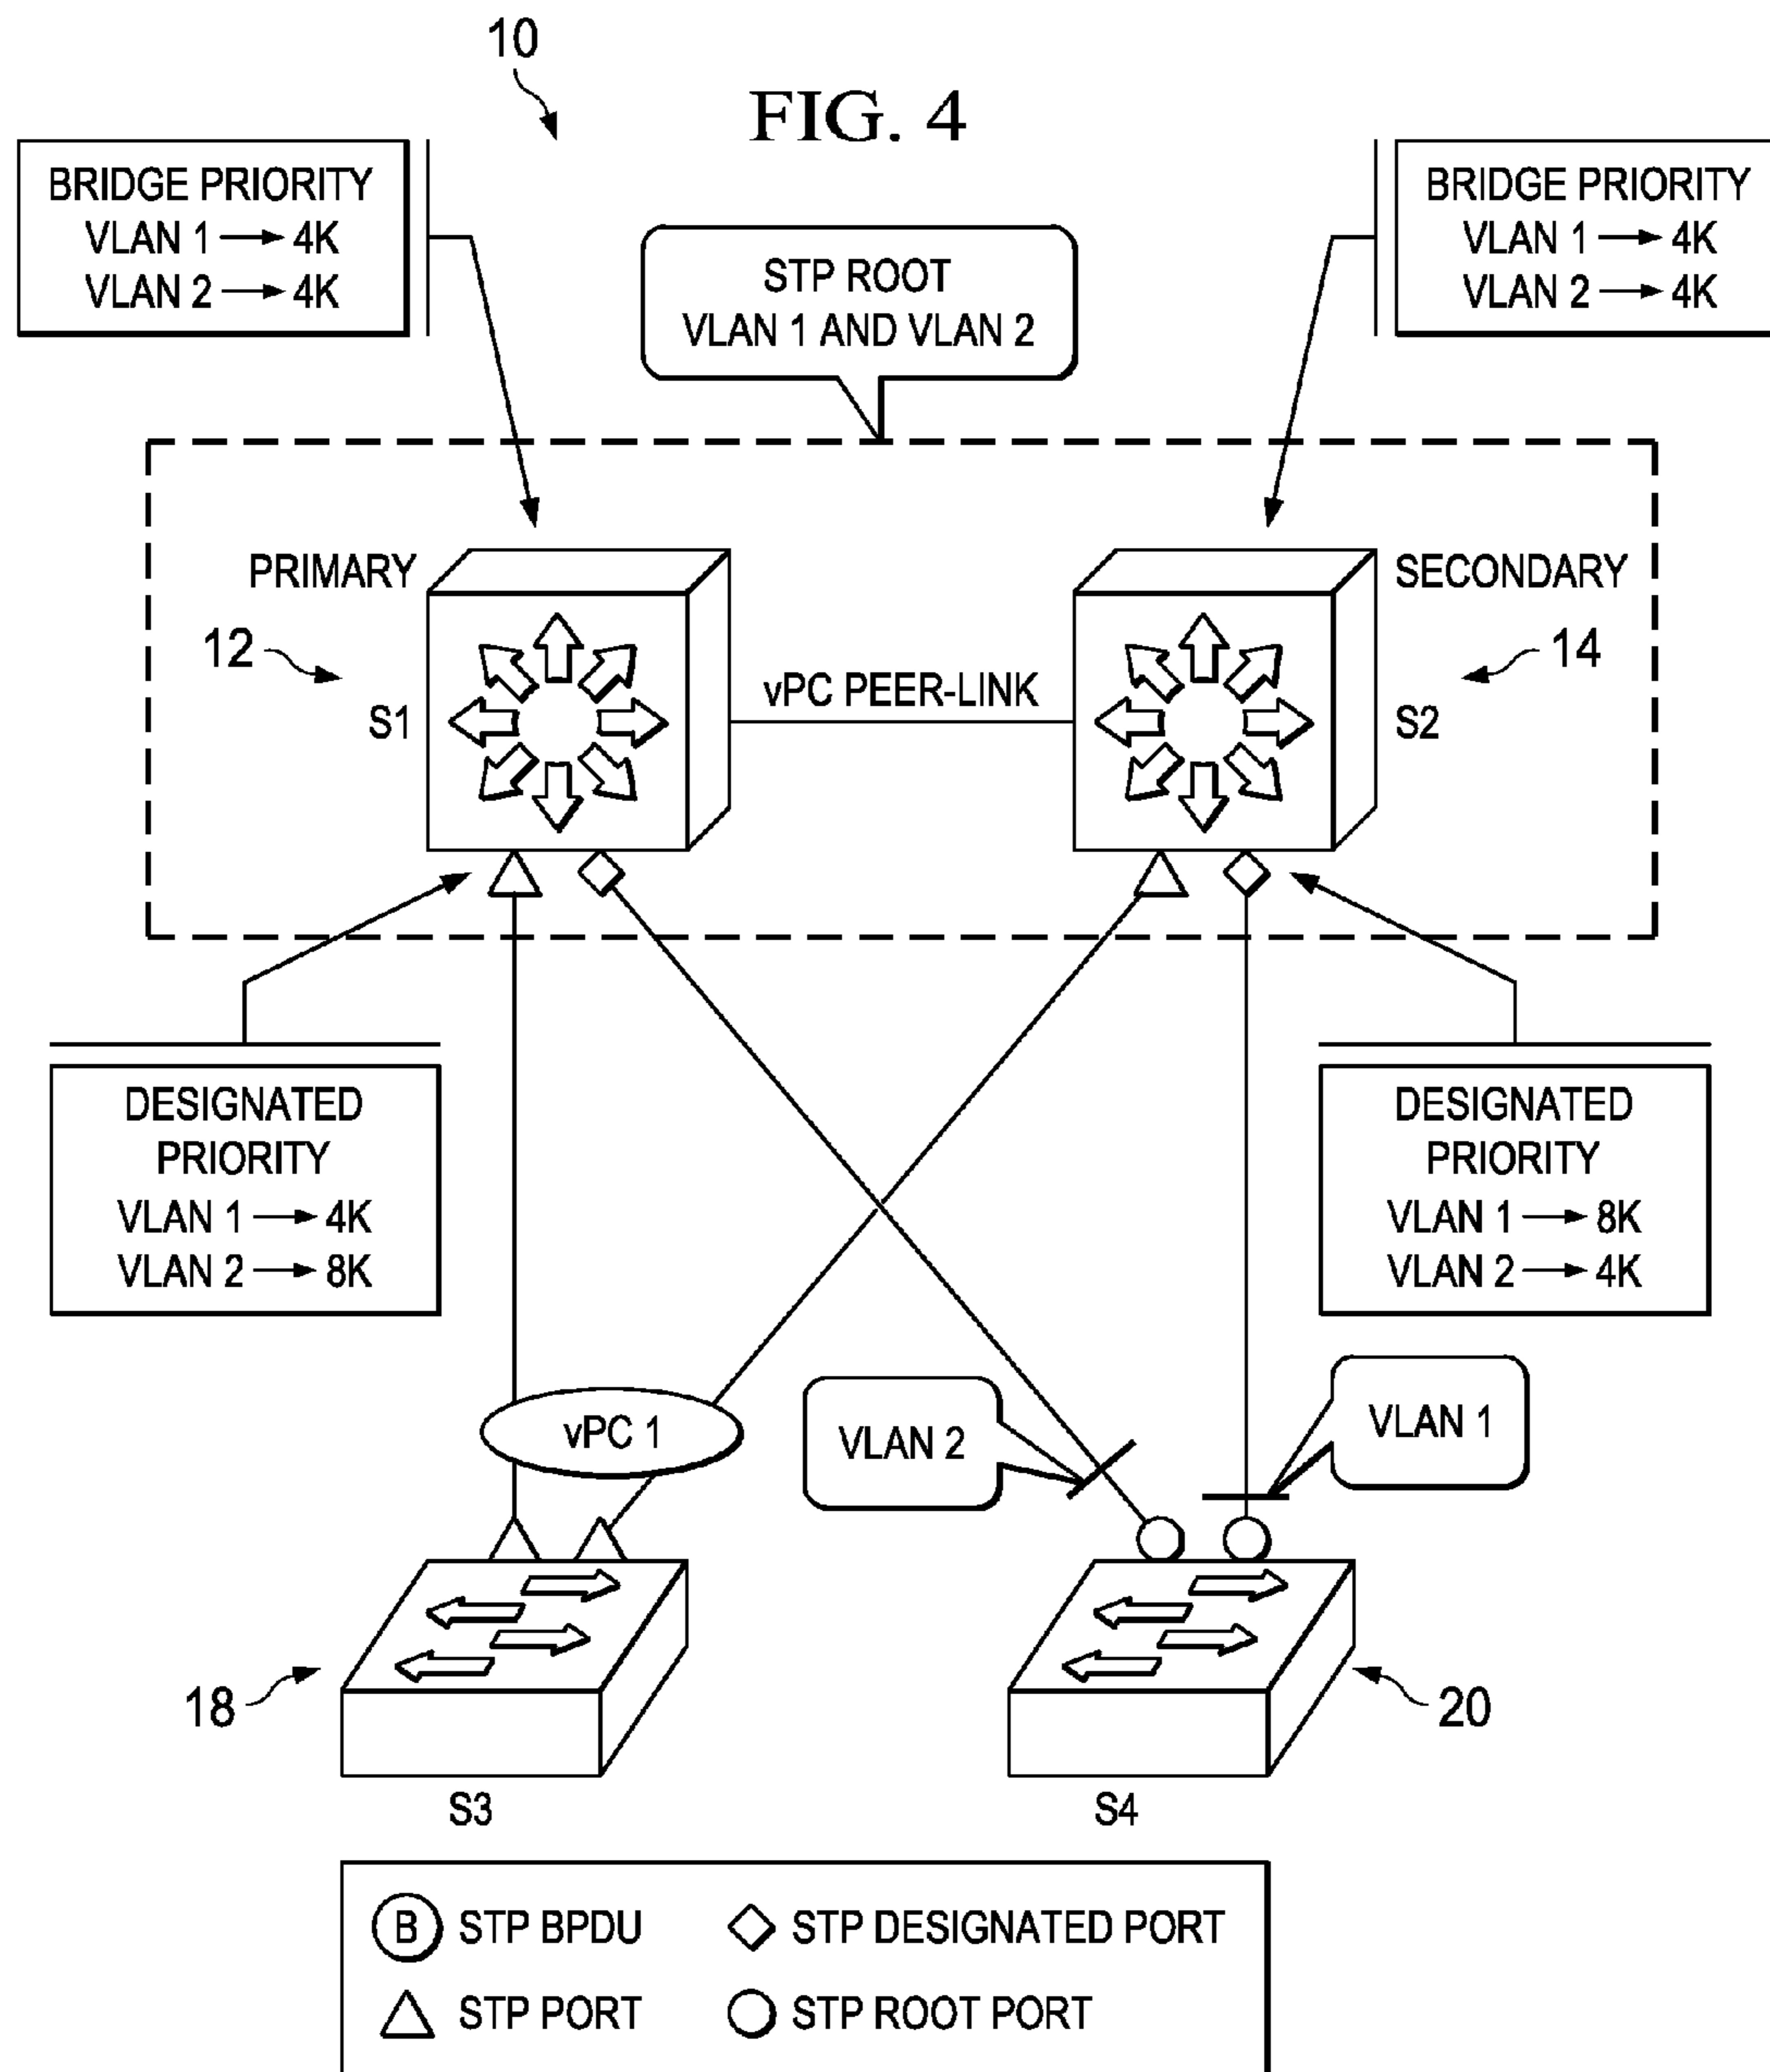 10
FIG. 4
BRIDGE PRIORITY
VLAN 1 → 4K
VLAN 2 → 4K
BRIDGE PRIORITY
VLAN 1 → 4K
VLAN 2 → 4K
STP ROOT
VLAN 1 AND VLAN 2
PRIMARY
SECONDARY
12
14
S1
vPC PEER-LINK
S2
DESIGNATED
PRIORITY
VLAN 1 → 4K
VLAN 2 → 8K
DESIGNATED
PRIORITY
VLAN 1 → 8K
VLAN 2 → 4K
vPC 1
VLAN 2
VLAN 1
18
20
S3
S4
B STP BPDU
STP DESIGNATED PORT
STP PORT
STP ROOT PORT